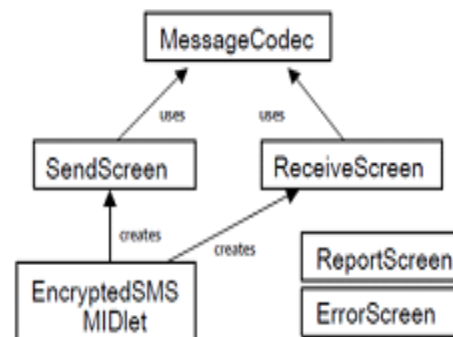 MessageCodec
uses
uses
SendScreen
ReceiveScreen
creates
creates
EncryptedSMS
MIDlet
ReportScreen
ErrorScreen